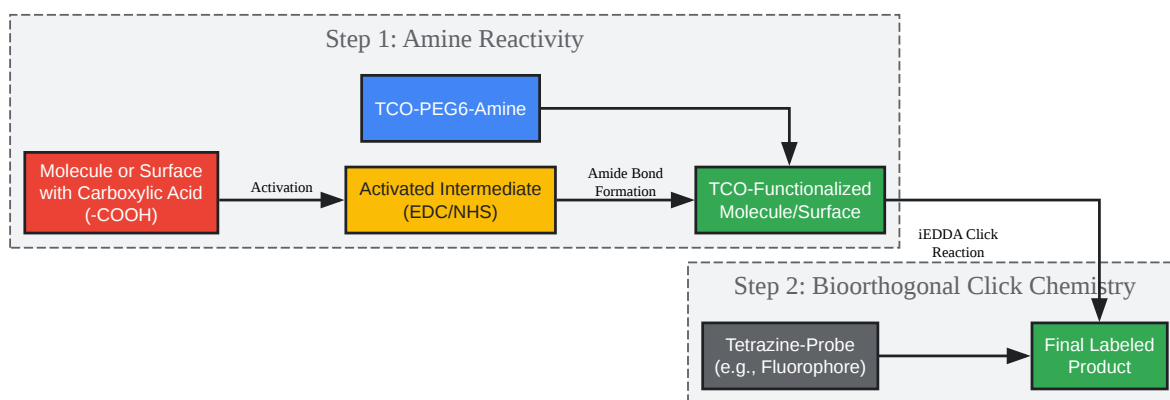 Step 1: Amine Reactivity
TCO-PEG6-Amine
Molecule or Surface
with Carboxylic Acid
(-COOH)
Activation
Activated Intermediate
(EDC/NHS)
Amide Bond
Formation
TCO-Functionalized
Molecule/Surface
iEDDA Click
Reaction
Step 2: Bioorthogonal Click Chemistry
Tetrazine-Probe
(e.g., Fluorophore)
Final Labeled
Product